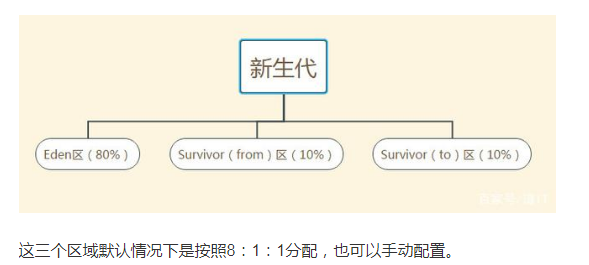 新生代
Eden区（80%）
Survivor（from）区（10%）
Survivor（to）区（10%）
这三个区域默认情况下是按照8：1：1分配，也可以手动配置。